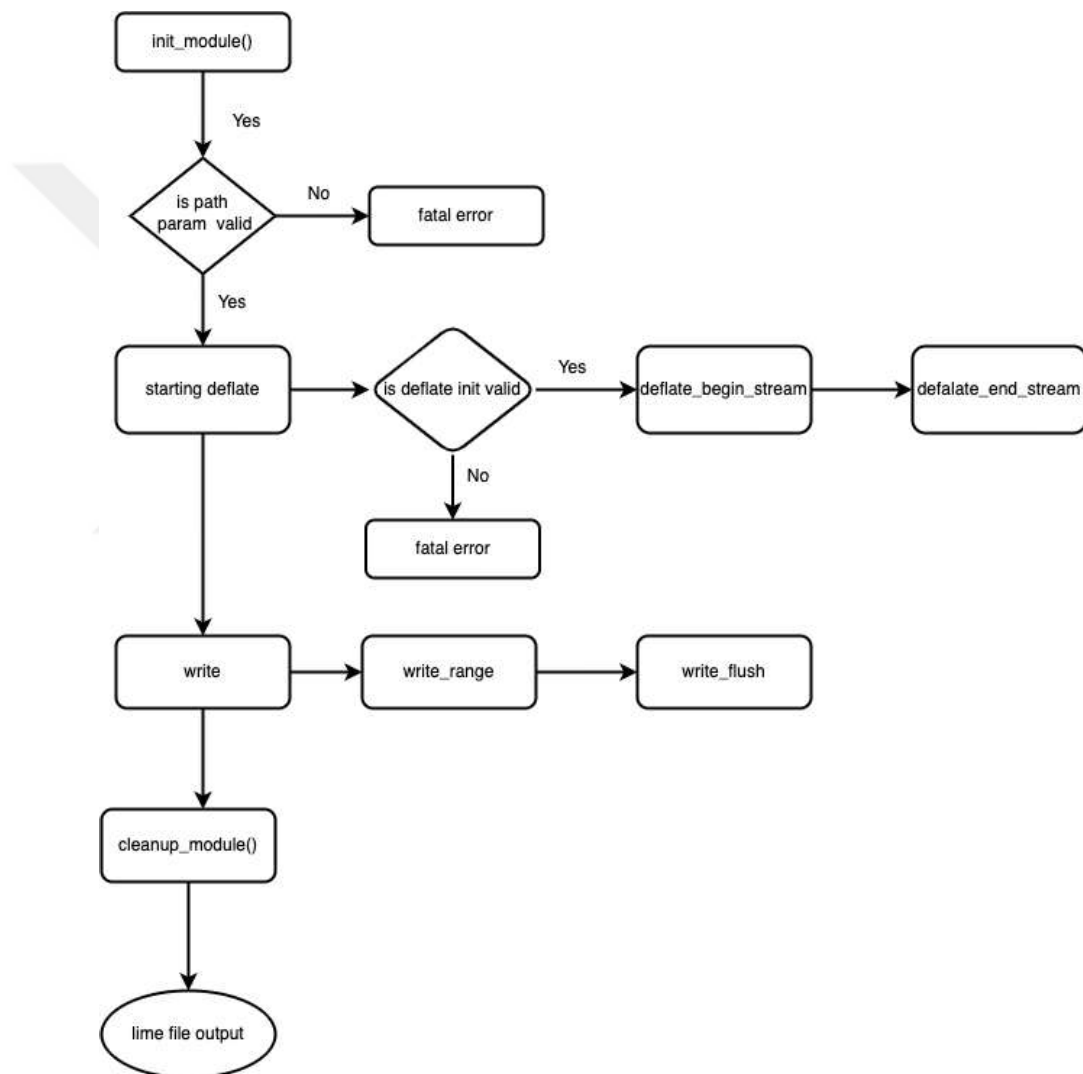 init_module()
Yes
is path
param valid
No
fatal error
Yes
starting deflate
is deflate init valid
Yes
deflate_begin_stream
defalate_end_stream
No
fatal error
write
write_range
write_flush
cleanup_module()
lime file output